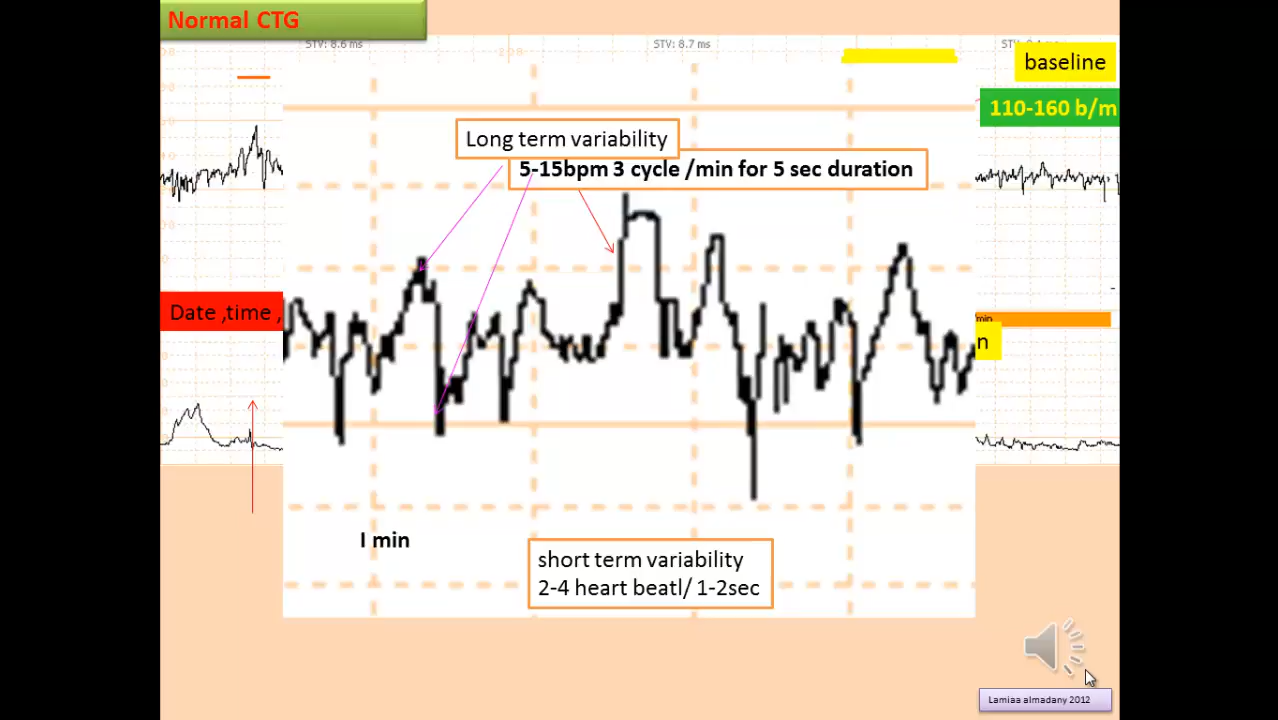 Normal CTG
STV: 8.6 ms
STV: 8.7 ms
baseline
110-160 b/m
Long term variability
5-15bpm 3 cycle /min for 5 sec duration
Date ,time ,
min
n
I min
short term variability
2-4 heart beatl/ 1-2sec
Lamiaa almadany 2012